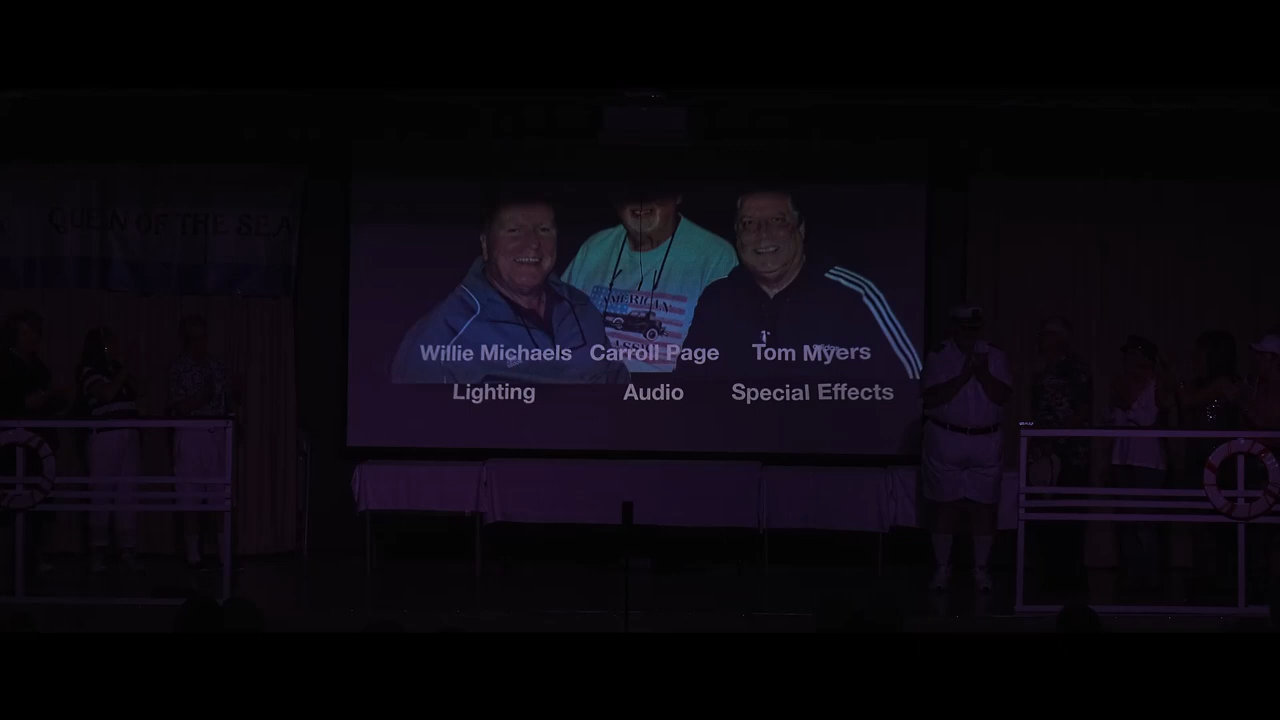 QUEEN OF THE SEA
AMERICAN
Willie Michaels Carroll Page Tom Myers
Lighting Audio Special Effects